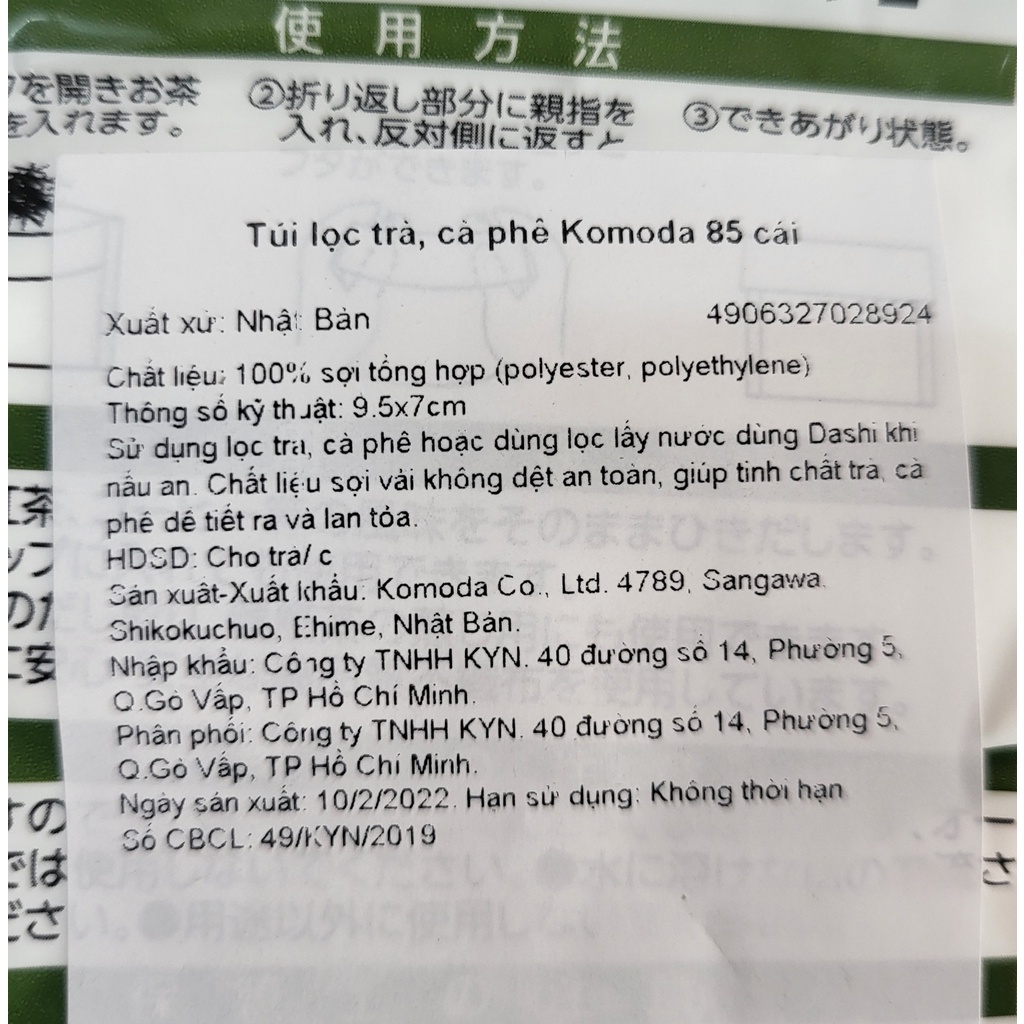 使用方法
を開きお茶
を入れます。
②折り返し部分に親指を
入れ、反対側に返すと
③できあがり状態。
フタができます。
Túi lọc trà, cà phê Komoda 85 cái
Xuất xứ: Nhật Bản
4906327028924
Chất liệu: 100% sợi tổng hợp (polyester, polyethylene)
Thông số kỹ thuật: 9.5x7cm
Sử dụng lọc trà, cà phê hoặc dùng lọc lấy nước dùng Dashi khi
nấu ăn. Chất liệu sợi vải không dệt an toàn, giúp tinh chất trà, cà
phê dễ tiết ra và lan tỏa.
HDSD: Cho trà/ c
Sản xuất-Xuất khẩu: Komoda Co., Ltd. 4789, Sangawa.
Shikokuchuo, Ehime, Nhật Bản.
Nhập khẩu: Công ty TNHH KYN. 40 đường số 14, Phường 5,
Q.Gò Vấp, TP Hồ Chí Minh.
Phân phối: Công ty TNHH KYN. 40 đường số 14, Phường 5,
Q.Gò Vấp, TP Hồ Chí Minh.
Ngày sản xuất: 10/2/2022. Hạn sử dụng: Không thời hạn
Số CBCL: 49/KYN/2019